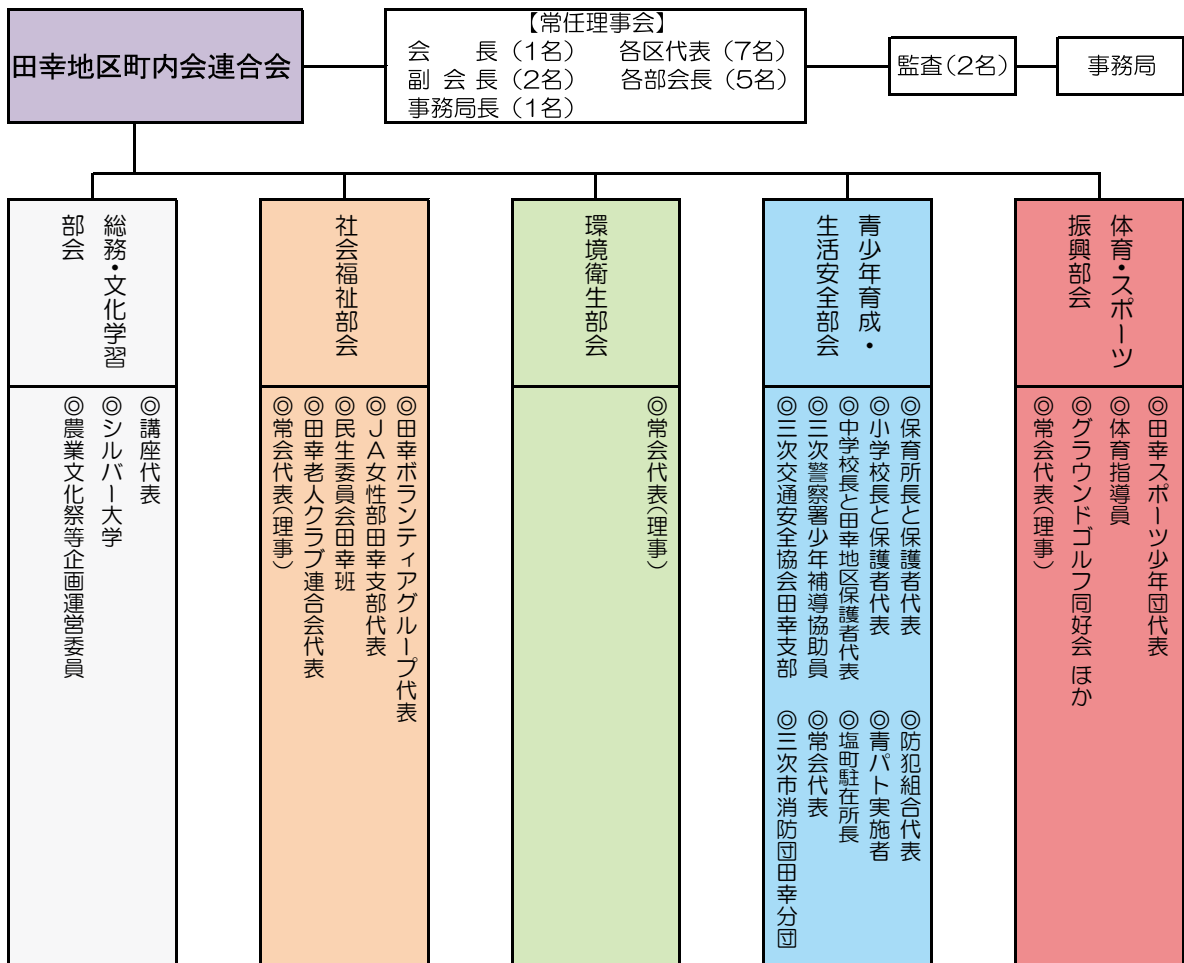 田幸地区町内会連合会
【常任理事会】
会　　長（1名）　各区代表（7名）
副 会 長（2名）　各部会長（5名）
事務局長（1名）
監査（2名）
事務局
総務・文化学習
部会
◎講座代表
◎シルバー大学
◎農業文化祭等企画運営委員
社会福祉部会
◎田幸ボランティアグループ代表
◎ＪＡ女性部田幸支部代表
◎民生委員会田幸班
◎田幸老人クラブ連合会代表
◎常会代表（理事）
環境衛生部会
◎常会代表（理事）
青少年育成・
生活安全部会
◎保育所長と保護者代表
◎小学校長と保護者代表
◎中学校長と田幸地区保護者代表
◎三次警察署少年補導協助員
◎三次交通安全協会田幸支部
◎防犯組合代表
◎青パト実施者
◎塩町駐在所長
◎常会代表
◎三次市消防団田幸分団
体育・スポーツ
振興部会
◎田幸スポーツ少年団代表
◎体育指導員
◎グラウンドゴルフ同好会 ほか
◎常会代表（理事）